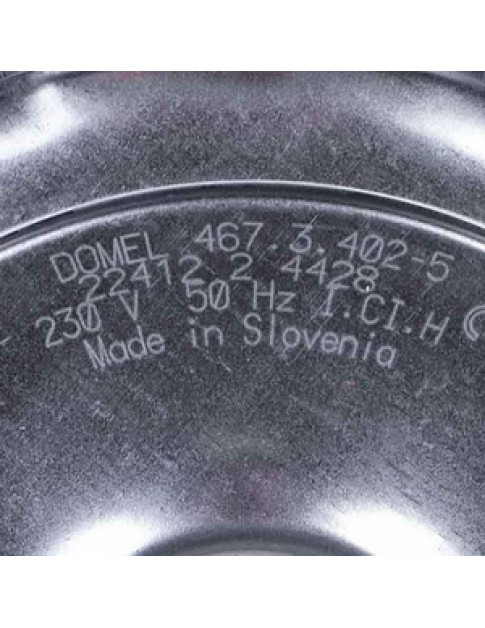 DOMEL 467.3.402-5
22412 2 4428
230 V 50 Hz I.CI.H
Made in Slovenia